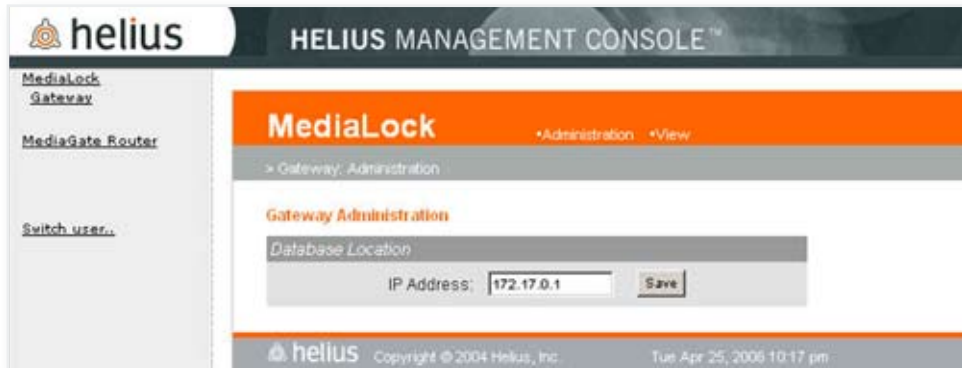 helius
HELIUS MANAGEMENT CONSOLE™
MediaLock
Gateway
MediaGate Router
Switch user..
MediaLock
•Administration •View
> Gateway: Administration
Gateway Administration
Database Location
IP Address: 172.17.0.1 Save
helius Copyright © 2004 Helius, Inc. Tue Apr 25, 2006 10:17 pm